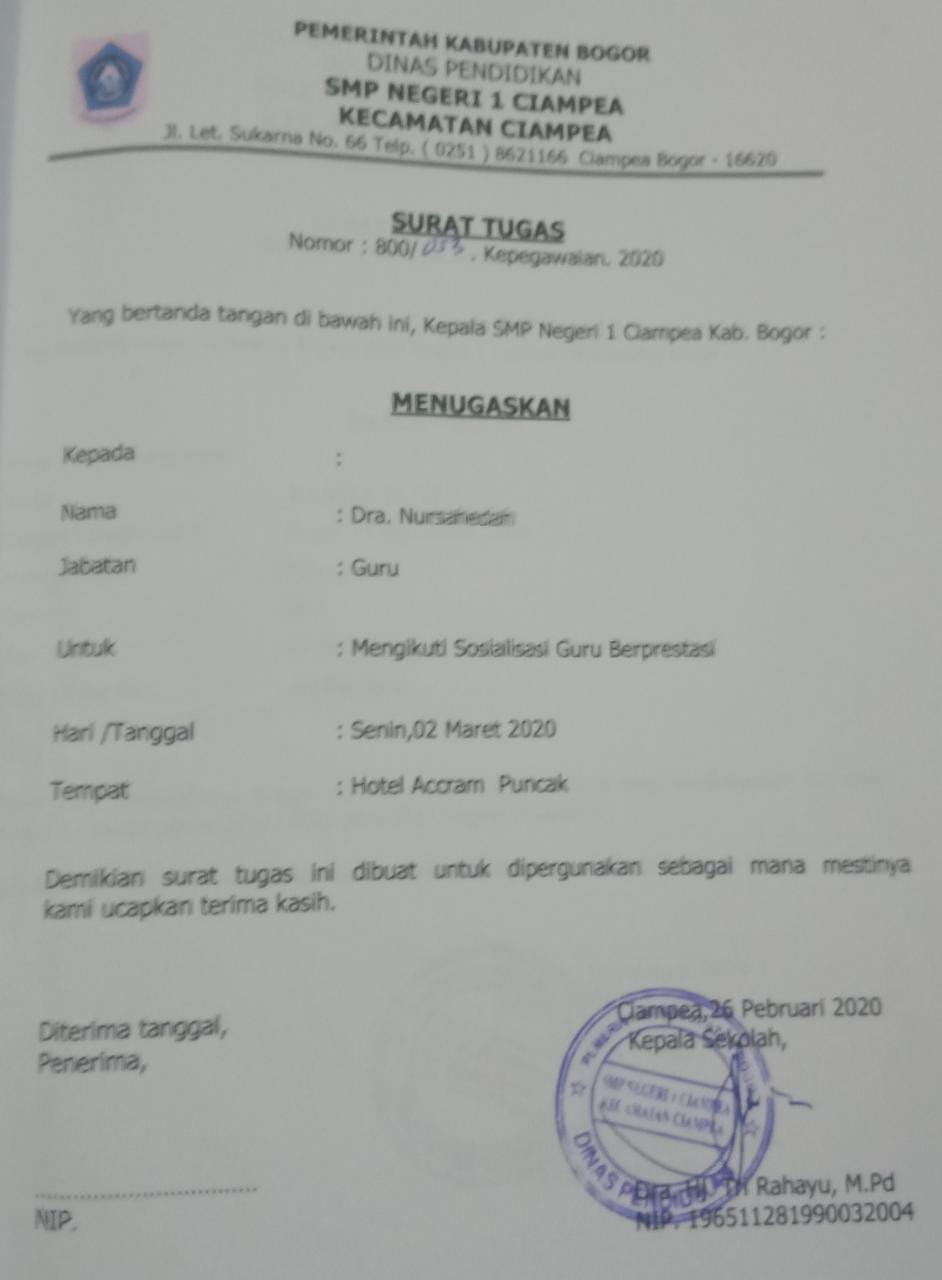 PEMERINTAH KABUPATEN BOGOR
DINAS PENDIDIKAN
SMP NEGERI 1 CIAMPEA
KECAMATAN CIAMPEA
Jl. Let. Sukarna No. 66 Telp. ( 0251 ) 8621166 Ciampea Bogor - 16620
SURAT TUGAS
Nomor : 800/ 053 . Kepegawaian. 2020
Yang bertanda tangan di bawah ini, Kepala SMP Negeri 1 Ciampea Kab. Bogor :
MENUGASKAN
Kepada :
Nama : Dra. Nursahedah
Jabatan : Guru
Untuk : Mengikuti Sosialisasi Guru Berprestasi
Hari /Tanggal : Senin,02 Maret 2020
Tempat : Hotel Accram Puncak
Demikian surat tugas ini dibuat untuk dipergunakan sebagai mana mestinya
kami ucapkan terima kasih.
Ciampea,26 Pebruari 2020
Diterima tanggal,
Kepala Sekolah,
Penerima,
SMP NEGERI 1 CIAMPEA
KECAMATAN CIAMPEA
DINAS PENDIDIKAN
Dra. Hj. Tri Rahayu, M.Pd
NIP. 196511281990032004
NIP.